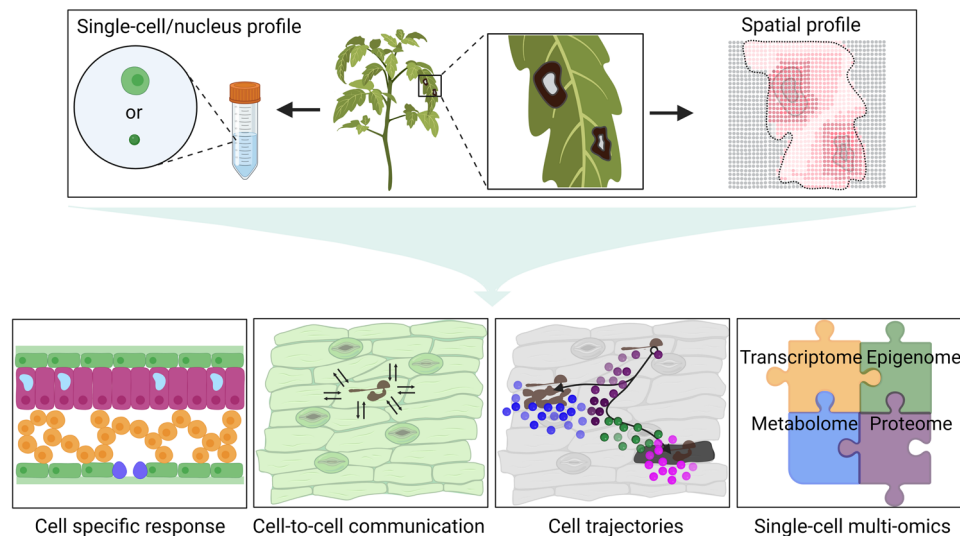 Single-cell/nucleus profile
or
Spatial profile
Transcriptome
Epigenome
Metabolome
Proteome
Cell specific response
Cell-to-cell communication
Cell trajectories
Single-cell multi-omics